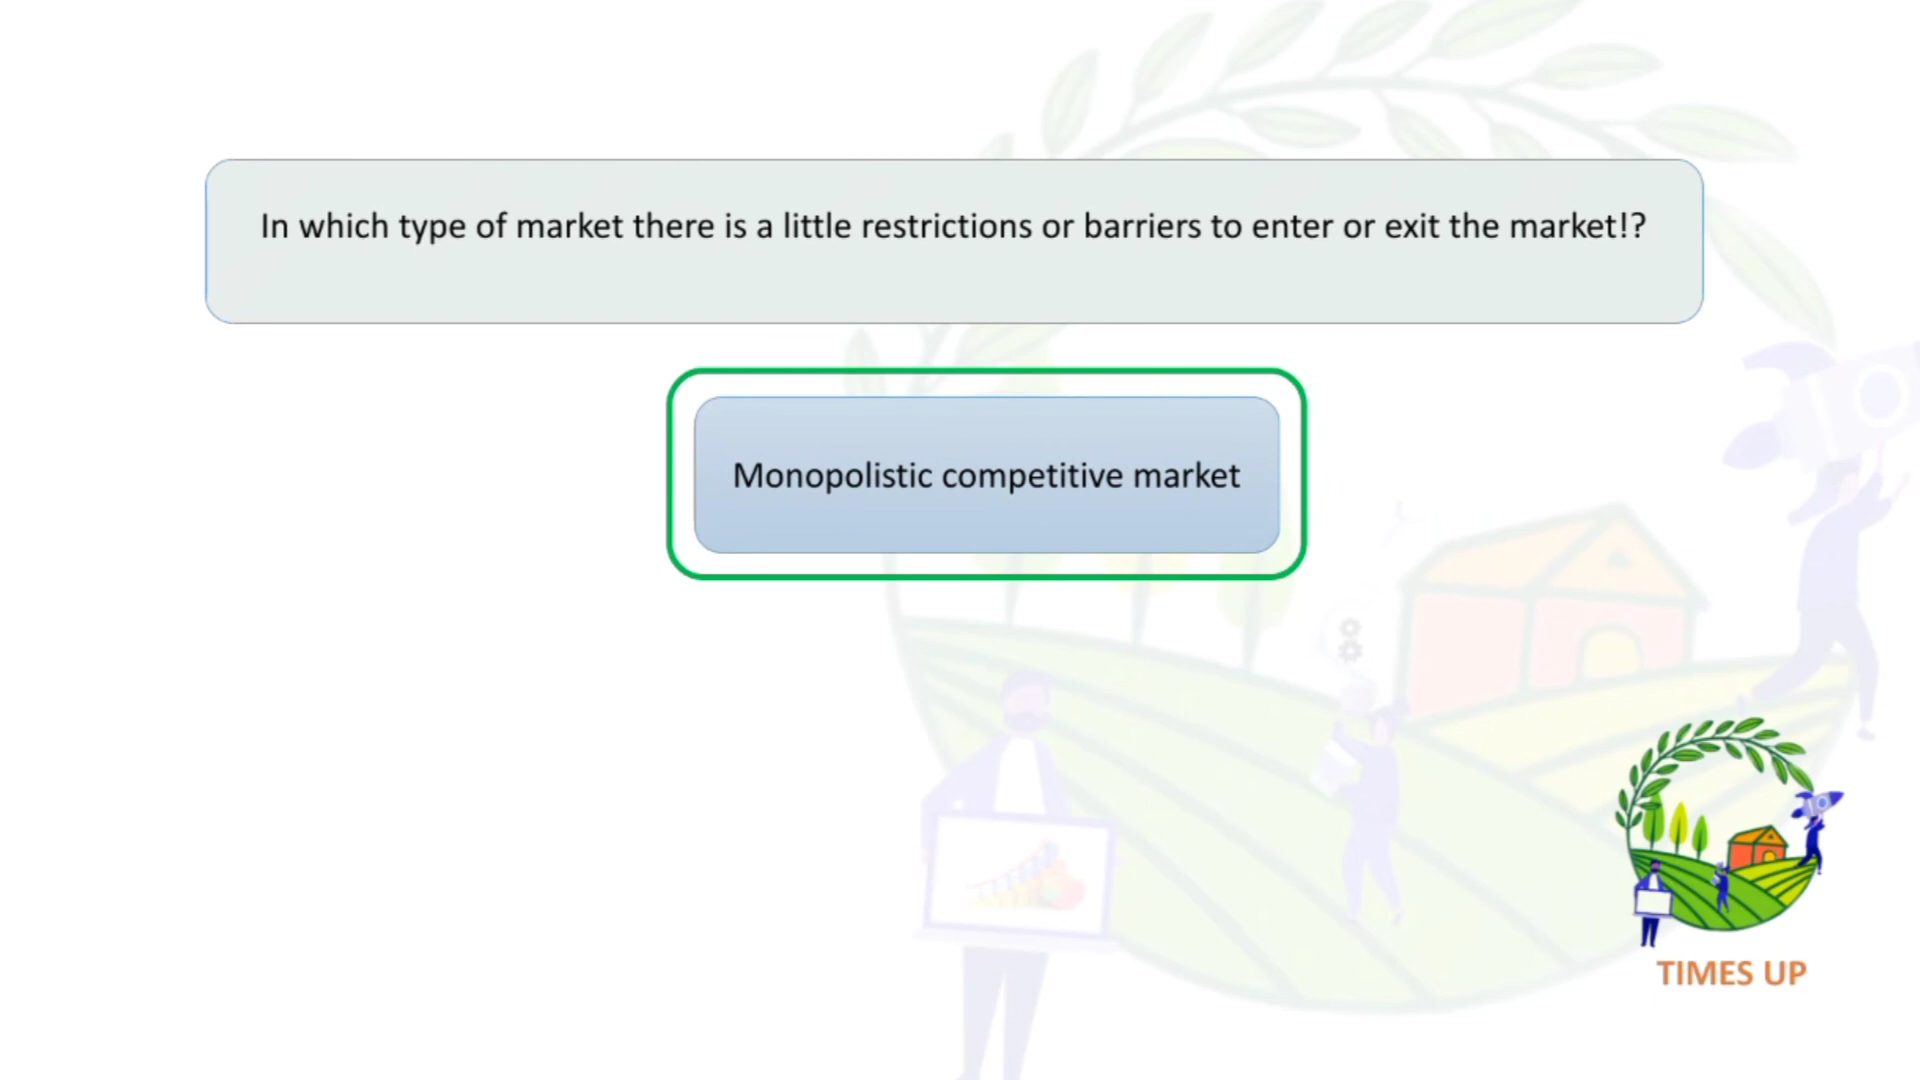 In which type of market there is a little restrictions or barriers to enter or exit the market!?
Monopolistic competitive market
TIMES UP